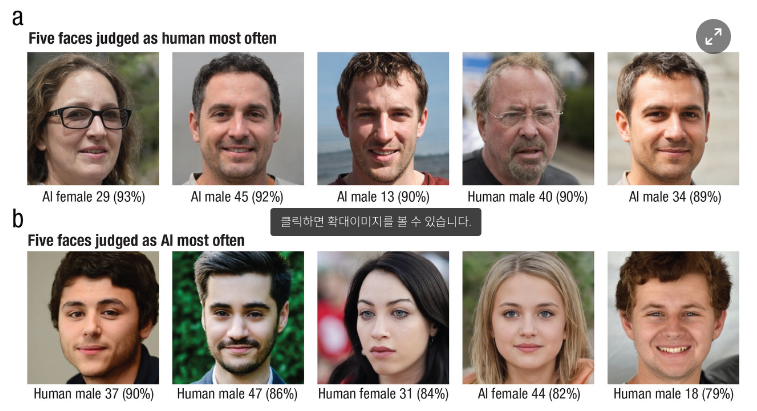 a
Five faces judged as human most often
AI female 29 (93%)
AI male 45 (92%)
AI male 13 (90%)
Human male 40 (90%)
AI male 34 (89%)
클릭하면 확대이미지를 볼 수 있습니다.
b
Five faces judged as AI most often
Human male 37 (90%)
Human male 47 (86%)
Human female 31 (84%)
AI female 44 (82%)
Human male 18 (79%)